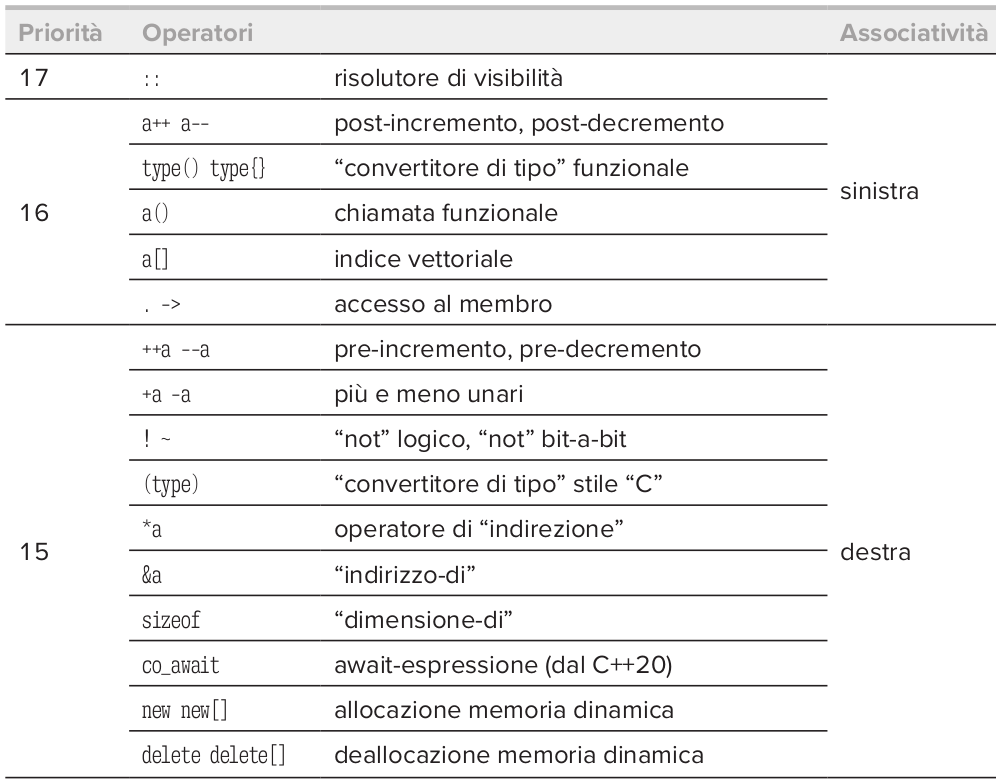 Priorità Operatori Associatività
17 :: risolutore di visibilità
a++ a-- post-incremento, post-decremento
type() type{} “convertitore di tipo” funzionale
sinistra
16 a() chiamata funzionale
a[] indice vettoriale
. -> accesso al membro
++a --a pre-incremento, pre-decremento
+a -a più e meno unari
! ~ “not” logico, “not” bit-a-bit
(type) “convertitore di tipo” stile “C”
*a operatore di “indirezione”
15 &a “indirizzo-di” destra
sizeof “dimensione-di”
co_await await-espressione (dal C++20)
new new[] allocazione memoria dinamica
delete delete[] deallocazione memoria dinamica